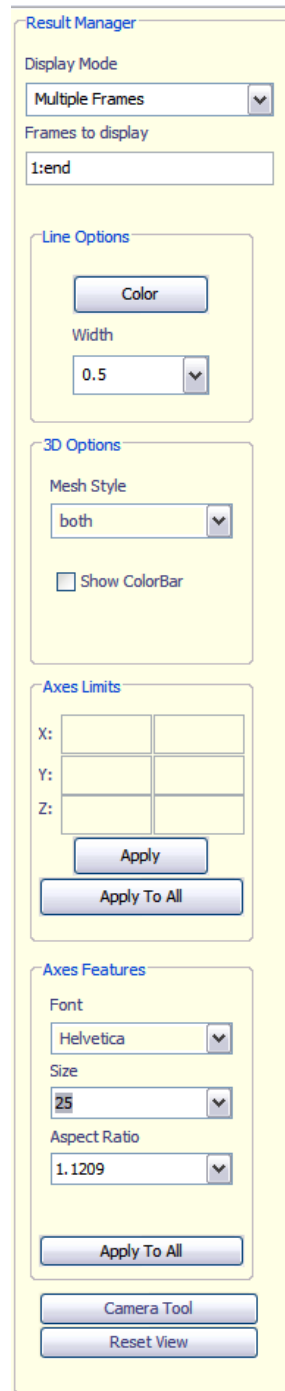 Result Manager
Display Mode
Multiple Frames
Frames to display
1:end
Line Options
Color
Width
0.5
3D Options
Mesh Style
both
Show ColorBar
Axes Limits
X:
Y:
Z:
Apply
Apply To All
Axes Features
Font
Helvetica
Size
25
Aspect Ratio
1.1209
Apply To All
Camera Tool
Reset View